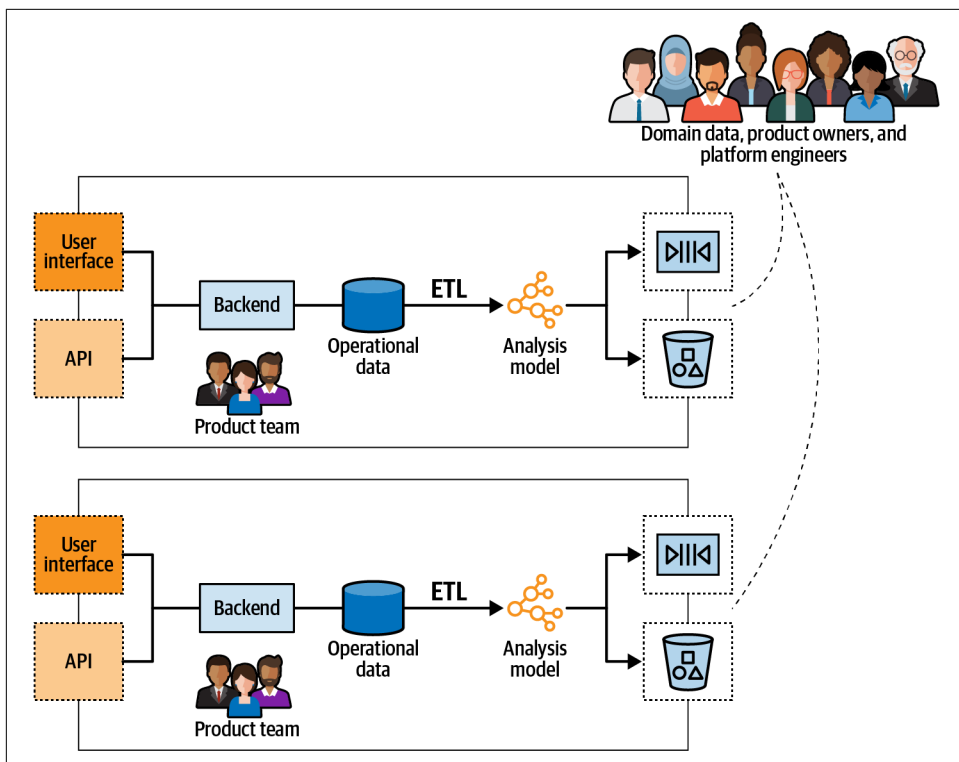 Domain data, product owners, and
platform engineers
User
interface
API
Backend
Operational
data
ETL
Analysis
model
Product team
User
interface
API
Backend
Operational
data
ETL
Analysis
model
Product team